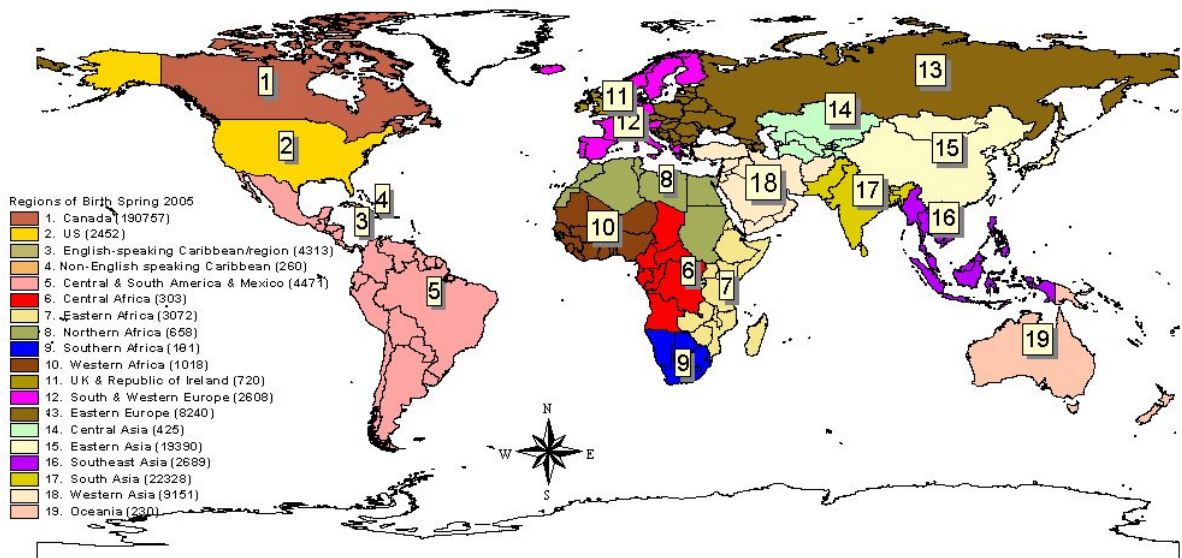 1
2
3
4
5
6
7
8
9
10
11
12
13
14
15
16
17
18
19
Regions of Birth Spring 2005
1. Canada (190757)
2. US (2452)
3. English-speaking Caribbean/region (4313)
4. Non-English speaking Caribbean (260)
5. Central & South America & Mexico (4471)
6. Central Africa (303)
7. Eastern Africa (3072)
8. Northern Africa (658)
9. Southern Africa (181)
10. Western Africa (1018)
11. UK & Republic of Ireland (720)
12. South & Western Europe (2608)
13. Eastern Europe (8240)
14. Central Asia (425)
15. Eastern Asia (19390)
16. Southeast Asia (2689)
17. South Asia (22328)
18. Western Asia (9151)
19. Oceania (230)
N
W E
S